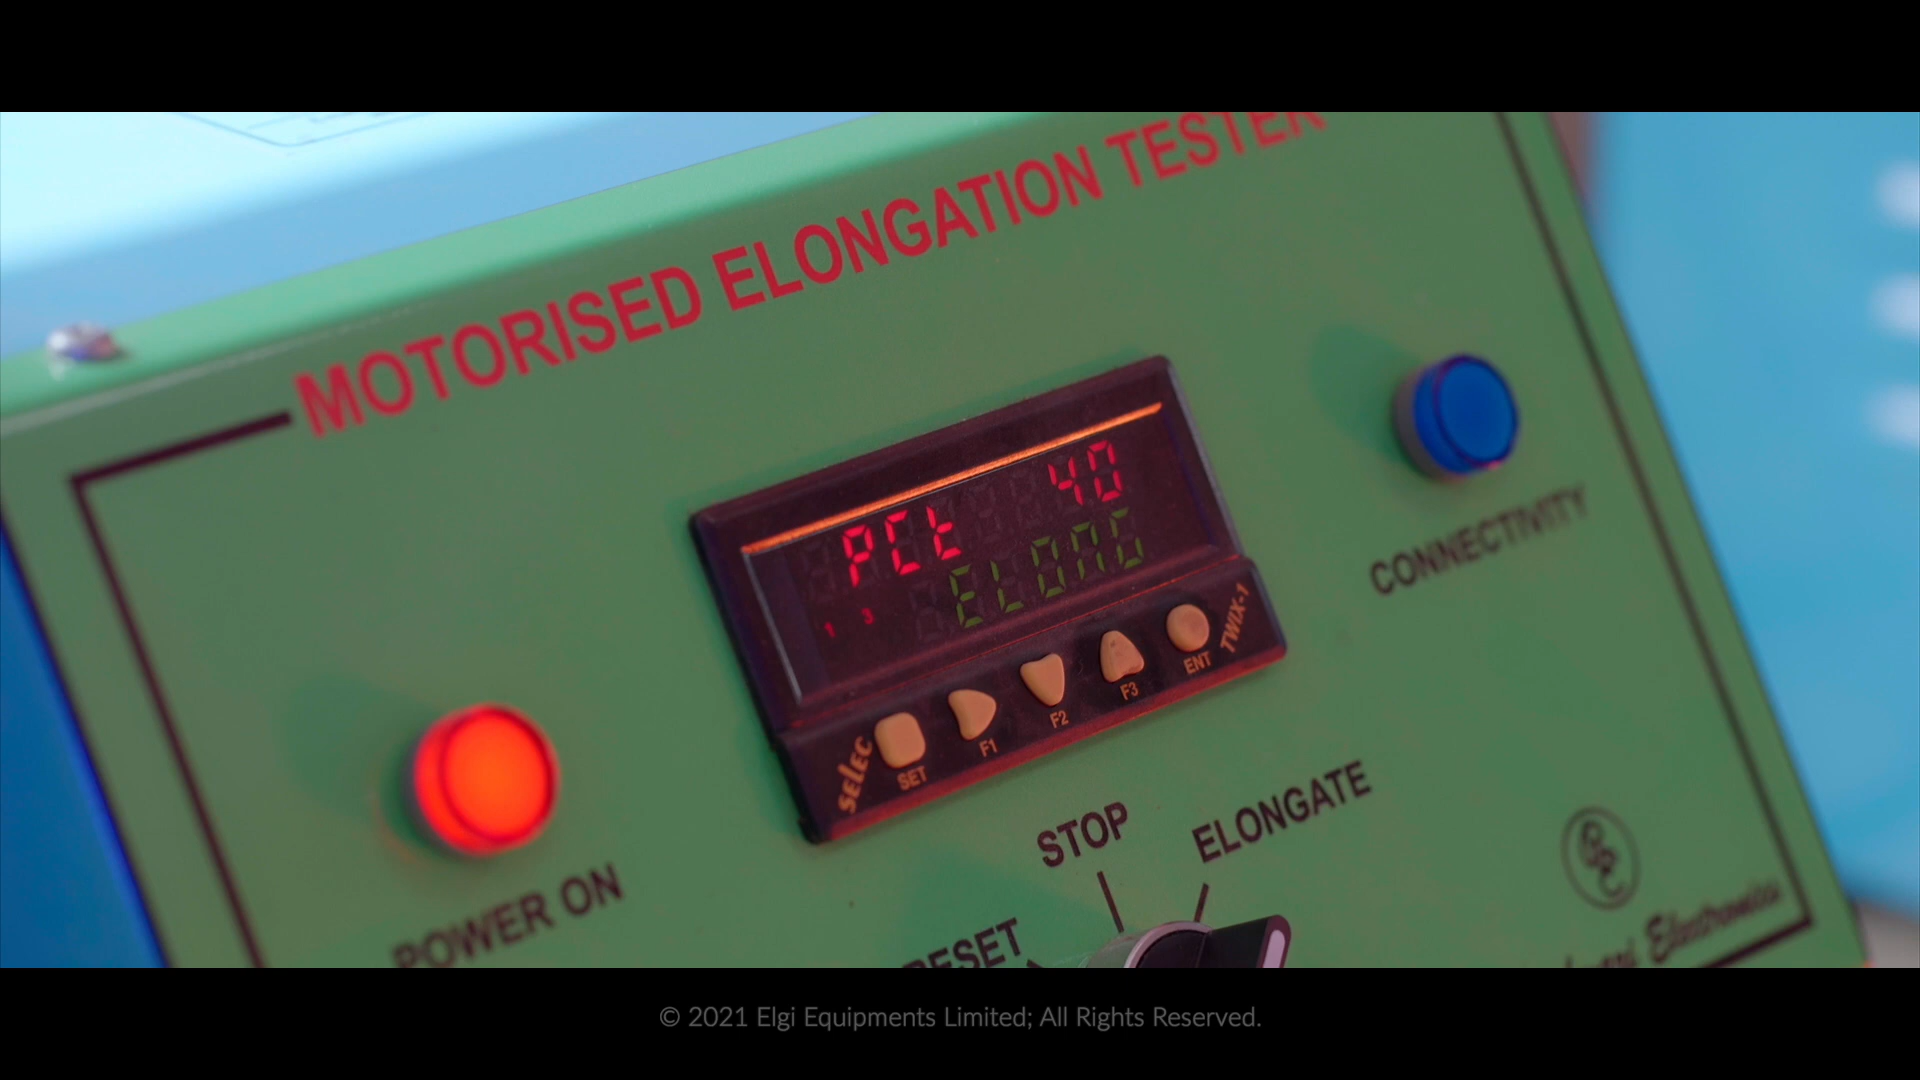 MOTORISED ELONGATION TESTER
PCt 40
ELONG
1 3
SELEC
SET
F1
F2
F3
ENT
TWIX-1
CONNECTIVITY
POWER ON
STOP
ELONGATE
RESET
Electronics
© 2021 Elgi Equipments Limited; All Rights Reserved.